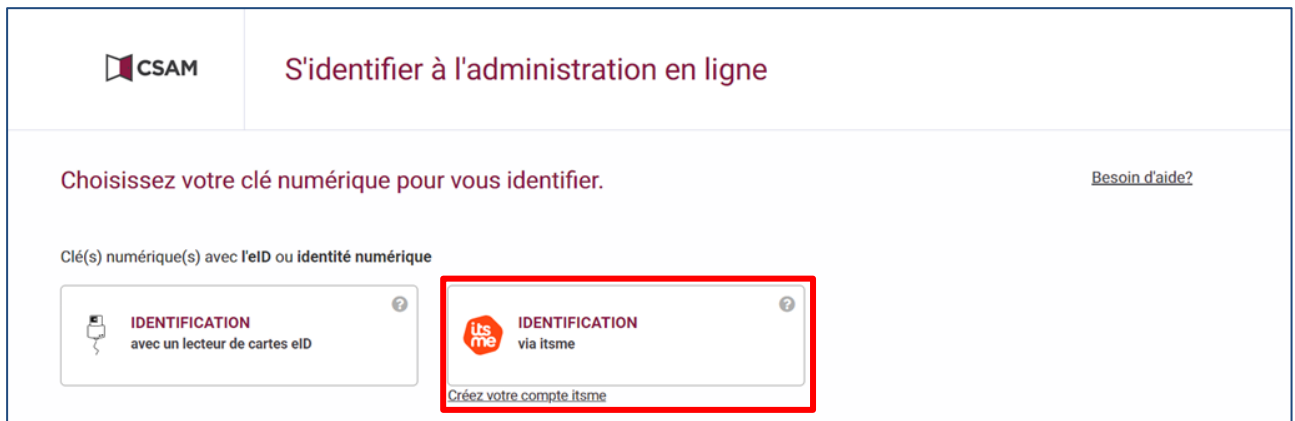 CSAM
S'identifier à l'administration en ligne
Choisissez votre clé numérique pour vous identifier.
Besoin d'aide?
Clé(s) numérique(s) avec l'eID ou identité numérique
IDENTIFICATION
avec un lecteur de cartes eID
?
its
me
IDENTIFICATION
via itsme
?
Créez votre compte itsme